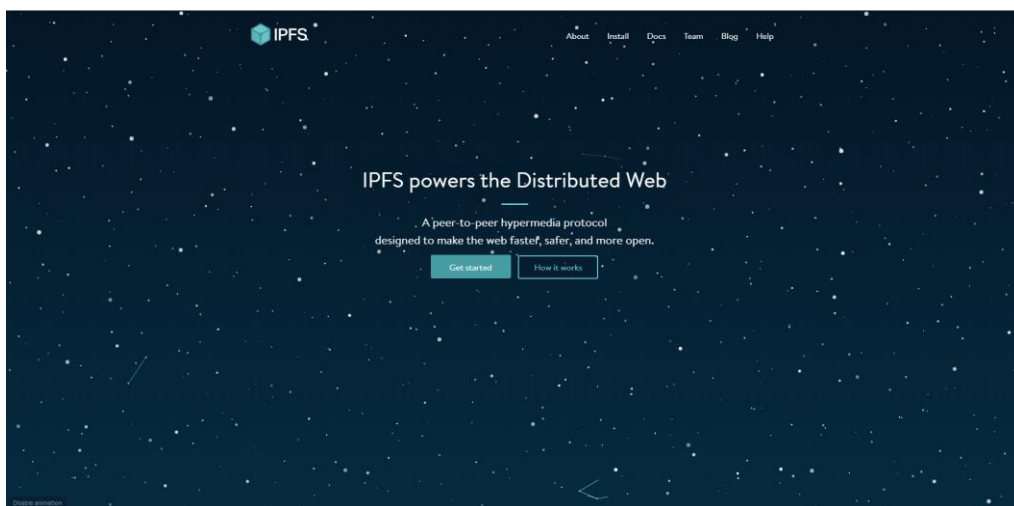 IPFS
About Install Docs Team Blog Help
IPFS powers the Distributed Web
A peer-to-peer hypermedia protocol
designed to make the web faster, safer, and more open.
Get started How it works
Disable animation